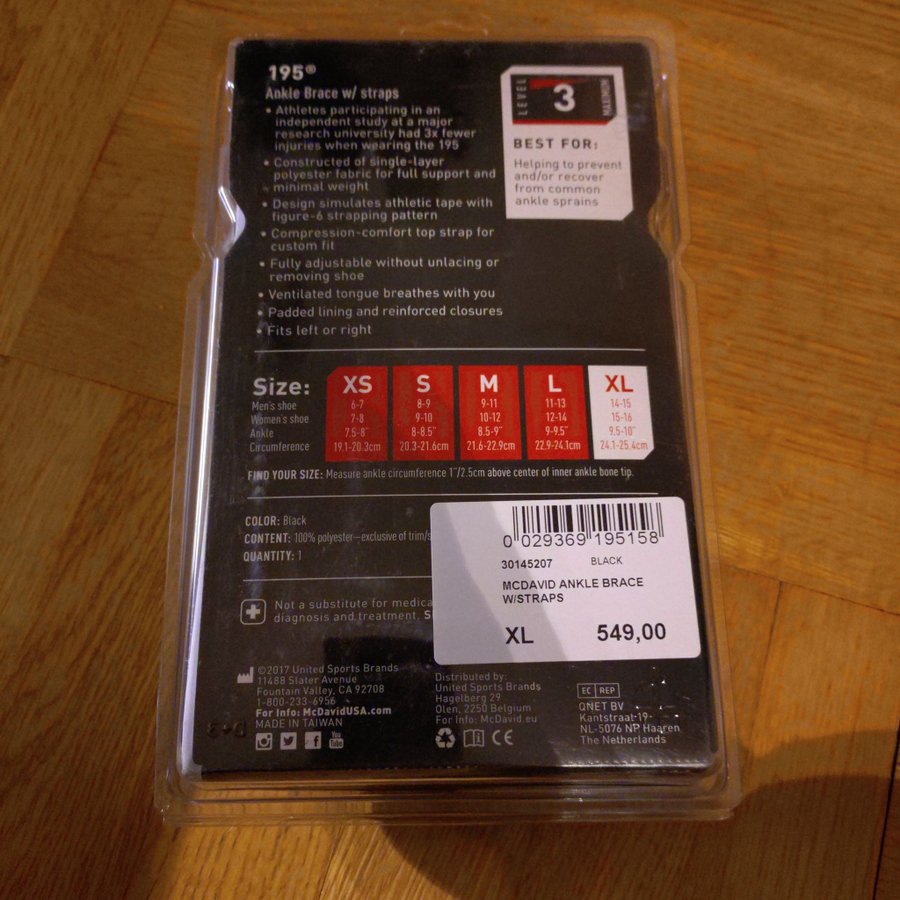 195®
Ankle Brace w/ straps
• Athletes participating in an
independent study at a major
research university had 3x fewer
injuries when wearing the 195
• Constructed of single-layer
polyester fabric for full support and
minimal weight
• Design simulates athletic tape with
figure-6 strapping pattern
• Compression-comfort top strap for
custom fit
• Fully adjustable without unlacing or
removing shoe
• Ventilated tongue breathes with you
• Padded lining and reinforced closures
• Fits left or right
LEVEL 3 MAXIMUM
BEST FOR:
Helping to prevent
and/or recover
from common
ankle sprains
Size: XS S M L XL
Men's shoe 6-7 8-9 9-11 11-13 14-15
Women's shoe 7-8 9-10 10-12 12-14 15-16
Ankle 7.5-8" 8-8.5" 8.5-9" 9-9.5" 9.5-10"
Circumference 19.1-20.3cm 20.3-21.6cm 21.6-22.9cm 22.9-24.1cm 24.1-25.4cm
FIND YOUR SIZE: Measure ankle circumference 1"/2.5cm above center of inner ankle bone tip.
COLOR: Black
CONTENT: 100% polyester—exclusive of trim/s
QUANTITY: 1
0 029369 195158
30145207 BLACK
MCDAVID ANKLE BRACE
W/STRAPS
XL 549,00
Not a substitute for medica
diagnosis and treatment. S
©2017 United Sports Brands
11488 Slater Avenue
Fountain Valley, CA 92708
1-800-233-6956
For Info: McDavidUSA.com
MADE IN TAIWAN
You
Tube
Distributed by:
United Sports Brands
Hagelberg 29
Olen, 2250 Belgium
For Info: McDavid.eu
CE
EC REP
QNET BV
Kantstraat 19
NL-5076 NP Haaren
The Netherlands